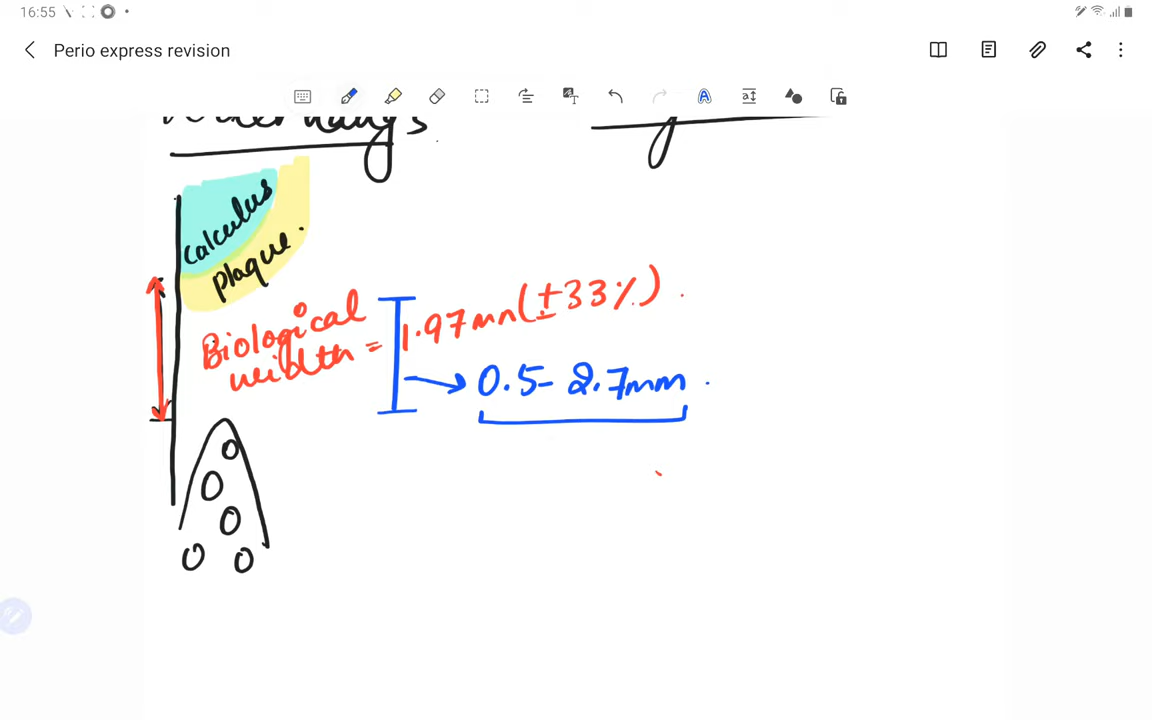 16:55
Perio express revision
calculus
plaque.
Biological width = 1.97mm (±33%).
0.5 - 2.7mm.